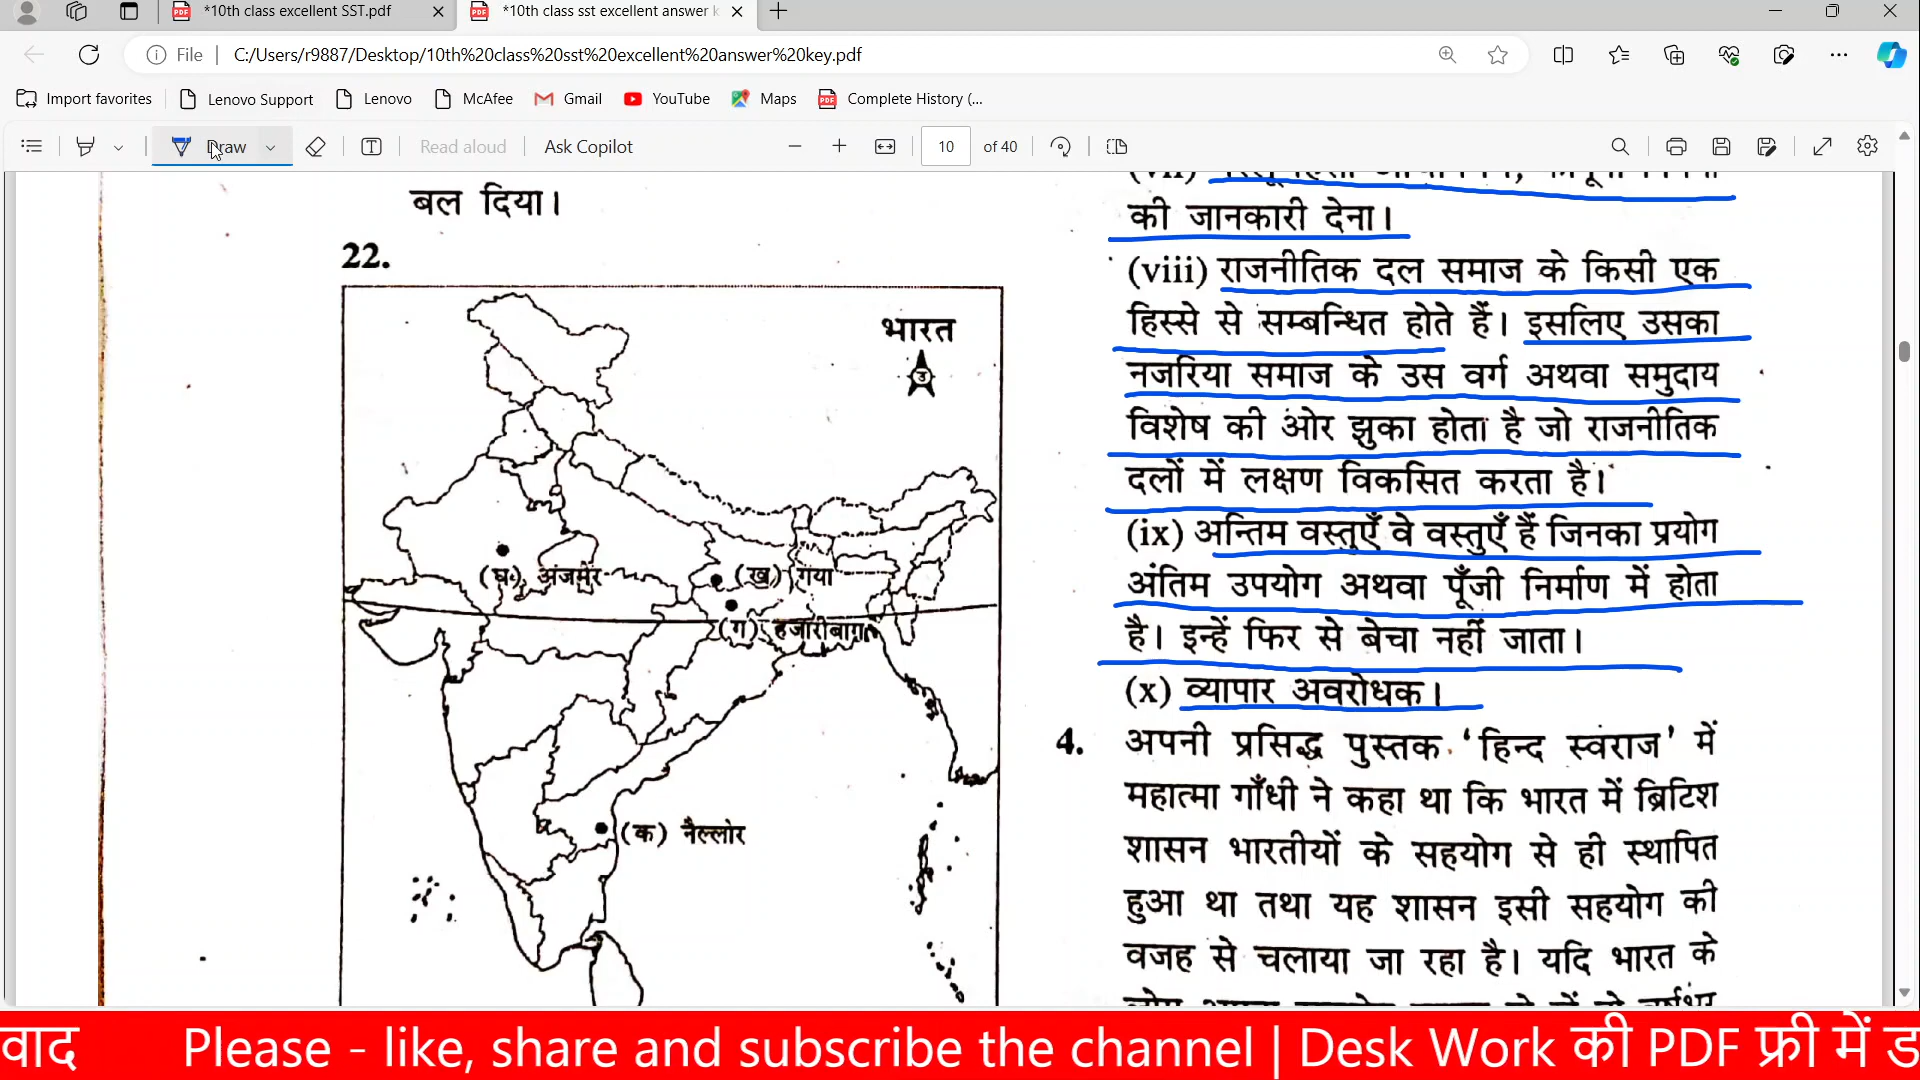 *10th class excellent SST.pdf
*10th class sst excellent answer k
File
C:/Users/r9887/Desktop/10th%20class%20sst%20excellent%20answer%20key.pdf
Import favorites
Lenovo Support
Lenovo
McAfee
Gmail
YouTube
Maps
Complete History (...
Draw
Read aloud
Ask Copilot
10 of 40
बल दिया।
22.
भारत
उ
(घ) अजमेर
(ख) गया
(ग) हजारीबाग
(क) नैल्लोर
की जानकारी देना।
(viii) राजनीतिक दल समाज के किसी एक
हिस्से से सम्बन्धित होते हैं। इसलिए उसका
नजरिया समाज के उस वर्ग अथवा समुदाय
विशेष की ओर झुका होता है जो राजनीतिक
दलों में लक्षण विकसित करता है।
(ix) अन्तिम वस्तुएँ वे वस्तुएँ हैं जिनका प्रयोग
अंतिम उपयोग अथवा पूँजी निर्माण में होता
है। इन्हें फिर से बेचा नहीं जाता।
(x) व्यापार अवरोधक।
4. अपनी प्रसिद्ध पुस्तक 'हिन्द स्वराज' में
महात्मा गाँधी ने कहा था कि भारत में ब्रिटिश
शासन भारतीयों के सहयोग से ही स्थापित
हुआ था तथा यह शासन इसी सहयोग की
वजह से चलाया जा रहा है। यदि भारत के
वाद Please - like, share and subscribe the channel | Desk Work की PDF फ्री में ड